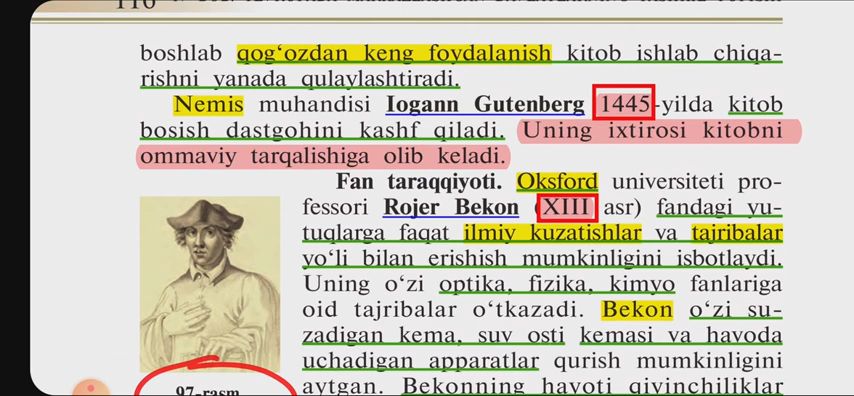 116
boshlab qog‘ozdan keng foydalanish kitob ishlab chiqa-
rishni yanada qulaylashtiradi.
Nemis muhandisi Iogann Gutenberg 1445-yilda kitob
bosish dastgohini kashf qiladi. Uning ixtirosi kitobni
ommaviy tarqalishiga olib keladi.
Fan taraqqiyoti. Oksford universiteti pro-
fessori Rojer Bekon (XIII asr) fandagi yu-
tuqlarga faqat ilmiy kuzatishlar va tajribalar
yo‘li bilan erishish mumkinligini isbotlaydi.
Uning o‘zi optika, fizika, kimyo fanlariga
oid tajribalar o‘tkazadi. Bekon o‘zi su-
zadigan kema, suv osti kemasi va havoda
uchadigan apparatlar qurish mumkinligini
aytgan. Bekonning hayoti qiyinchiliklar
97-rasm